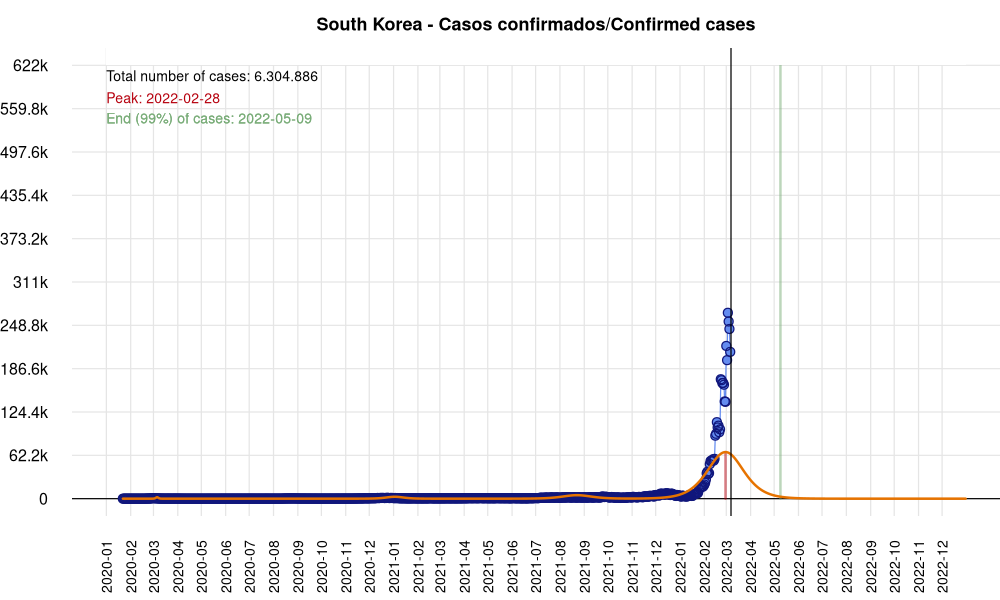 South Korea - Casos confirmados/Confirmed cases
622k
559.8k
497.6k
435.4k
373.2k
311k
248.8k
186.6k
124.4k
62.2k
0
Total number of cases: 6.304.886
Peak: 2022-02-28
End (99%) of cases: 2022-05-09
2020-01
2020-02
2020-03
2020-04
2020-05
2020-06
2020-07
2020-08
2020-09
2020-10
2020-11
2020-12
2021-01
2021-02
2021-03
2021-04
2021-05
2021-06
2021-07
2021-08
2021-09
2021-10
2021-11
2021-12
2022-01
2022-02
2022-03
2022-04
2022-05
2022-06
2022-07
2022-08
2022-09
2022-10
2022-11
2022-12